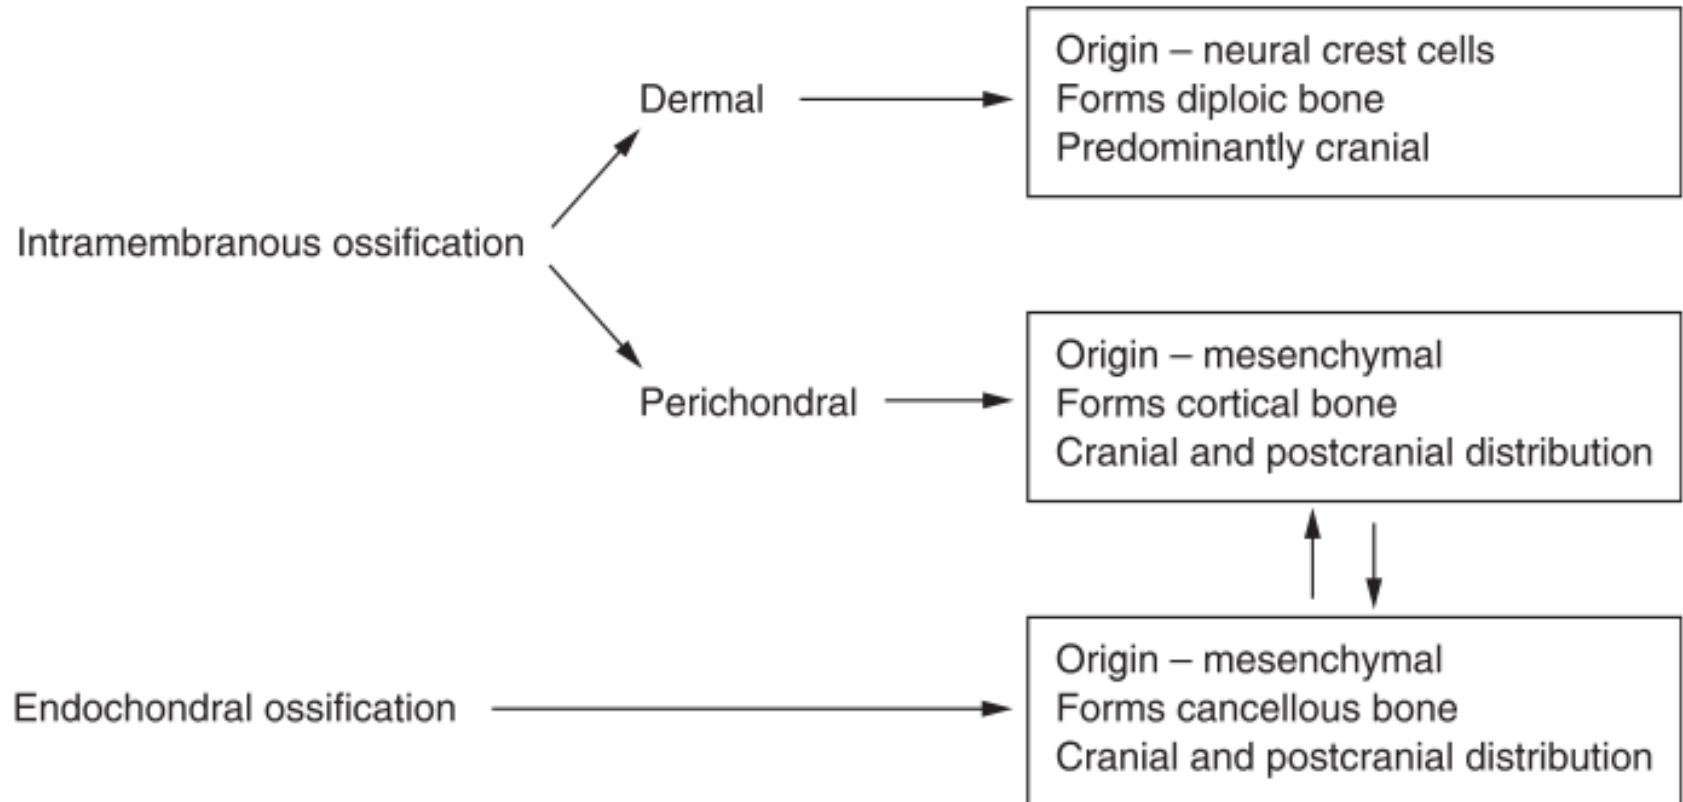 Dermal
Origin – neural crest cells
Forms diploic bone
Predominantly cranial
Intramembranous ossification
Perichondral
Origin – mesenchymal
Forms cortical bone
Cranial and postcranial distribution
Endochondral ossification
Origin – mesenchymal
Forms cancellous bone
Cranial and postcranial distribution